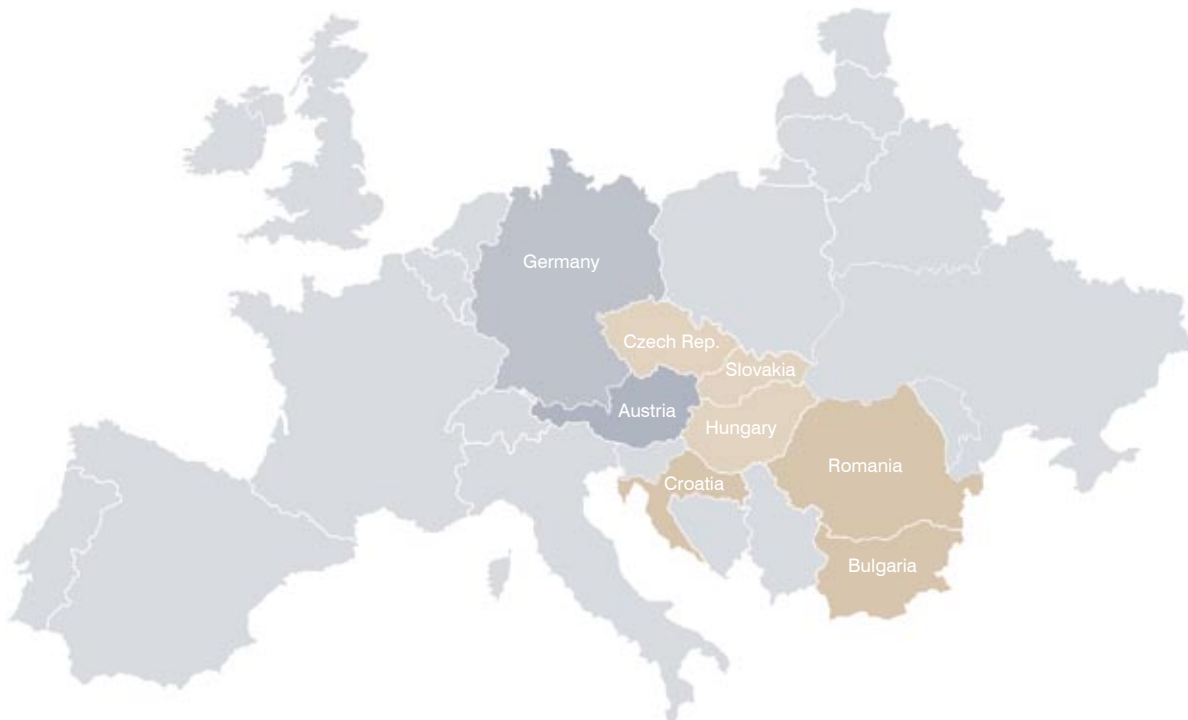 Germany
Czech Rep.
Slovakia
Austria
Hungary
Romania
Croatia
Bulgaria